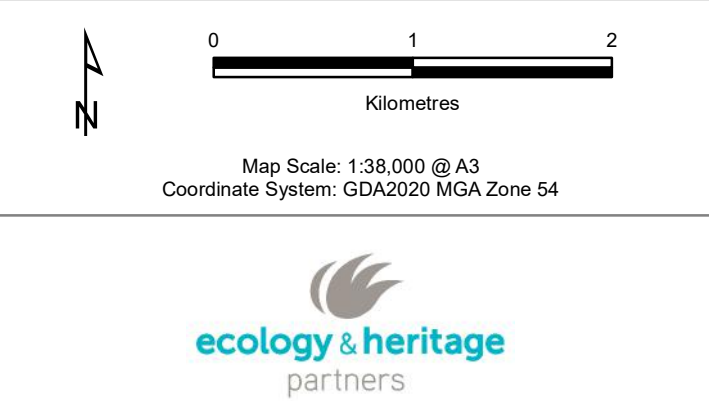 0 1 2
Kilometres
N
Map Scale: 1:38,000 @ A3
Coordinate System: GDA2020 MGA Zone 54
ecology & heritage
partners